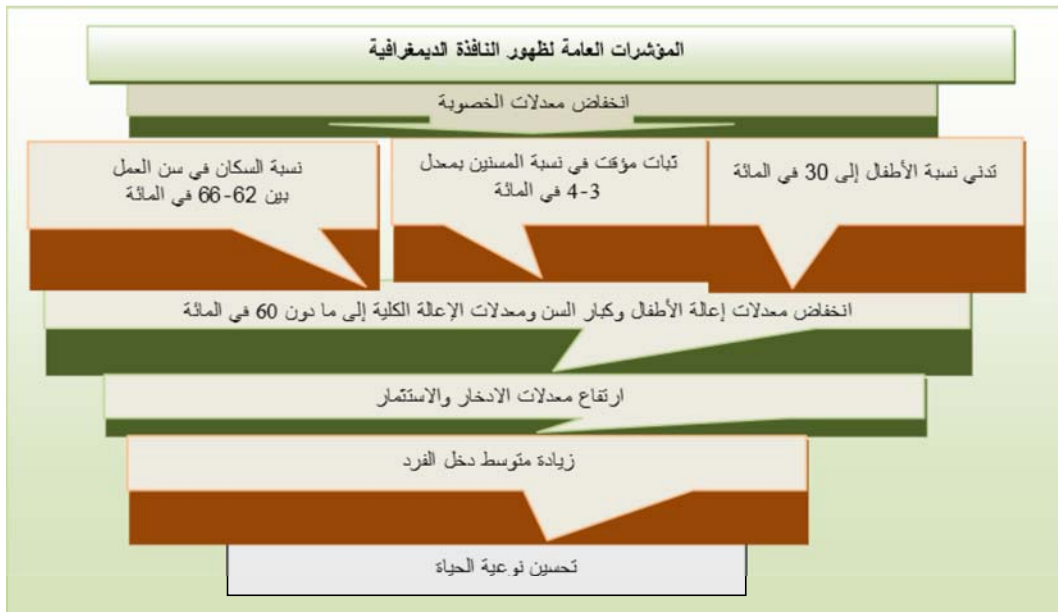 المؤشرات العامة لظهور النافذة الديمغرافية
انخفاض معدلات الخصوبة
تدني نسبة الأطفال إلى 30 في المائة
ثبات مؤقت في نسبة المسنين بمعدل
3-4 في المائة
نسبة السكان في سن العمل
بين 62-66 في المائة
انخفاض معدلات إعالة الأطفال وكبار السن ومعدلات الإعالة الكلية إلى ما دون 60 في المائة
ارتفاع معدلات الادخار والاستثمار
زيادة متوسط دخل الفرد
تحسين نوعية الحياة